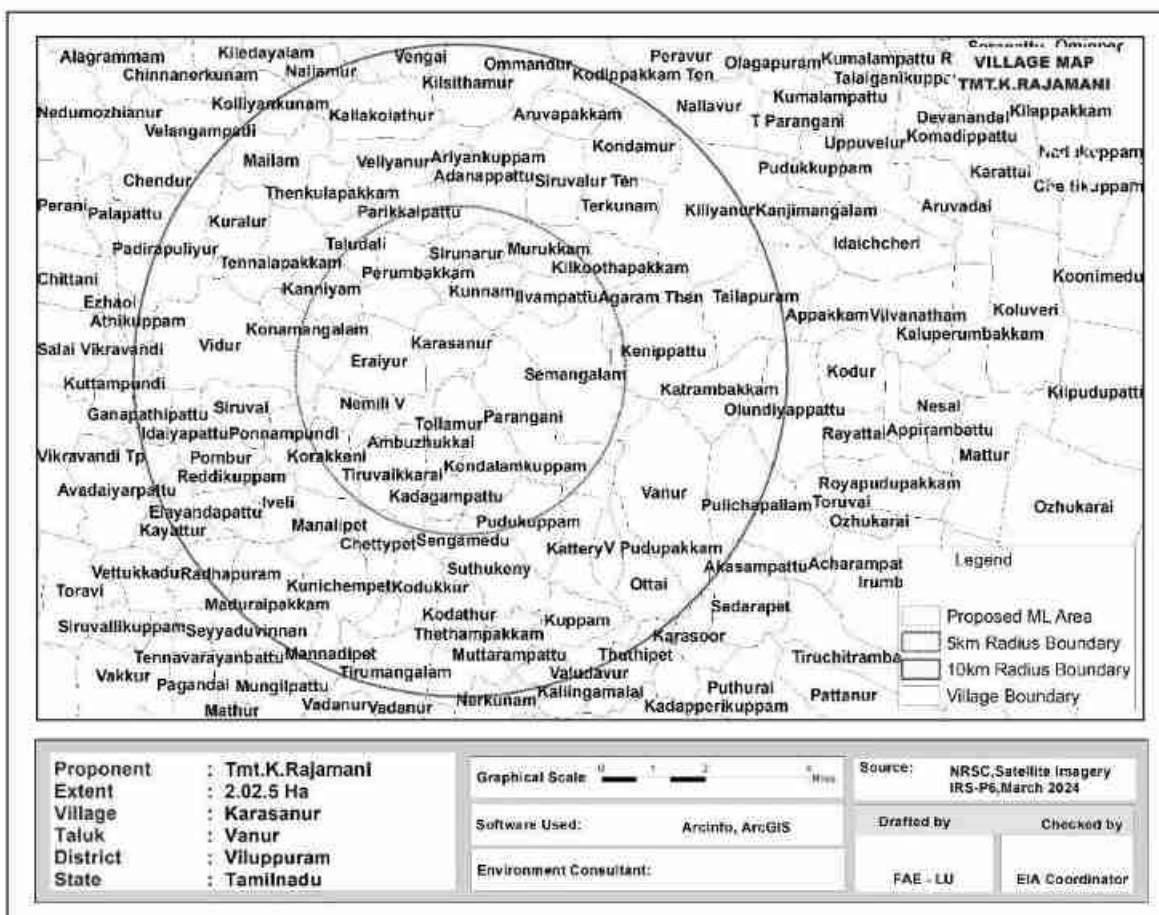 VILLAGE MAP
TMT.K.RAJAMANI
Alagrammam
Kiledayalam
Vengai
Ommandur
Peravur
Olagapuram
Kumalampattu R
Chinnanerkunam
Nallamur
Kilsithamur
Kodippakkam Ten
Nedumozhianur
Kolliyankunam
Kallakolathur
Aruvapakkam
Nallavur
Kumalampattu
T Parangani
Devanandal
Kilappakkam
Velangampadi
Kondamur
Uppuvelur
Komadippattu
Mailam
Veliyanur
Ariyankuppam
Adanappattu
Siruvalur Ten
Pudukkuppam
Karattai
Chendur
Thenkulapakkam
Terkunam
Perani
Palapattu
Kuralur
Parikkalpattu
Kiliyanur
Kanjimangalam
Aruvadai
Padirapuliyur
Taludali
Sirunarur
Murukkam
Idaichcheri
Tennalapakkam
Perumbakkam
Kilkoothapakkam
Chittani
Kanniyam
Kunnam
Agaram Then
Tailapuram
Koonimedu
Athikuppam
Konamangalam
Appakkam
Vilvanatham
Koluveri
Salai Vikravandi
Vidur
Karasanur
Kenippattu
Kaluperumbakkam
Eraiyur
Semangalam
Kodur
Kuttampundi
Katrambakkam
Kilpudupatti
Ganapathipattu
Siruvai
Nemili V
Parangani
Olundiyappattu
Nesal
Idaiyapattu
Ponnampundi
Tollamur
Rayattai
Appirambattu
Vikravandi Tp
Pombur
Korakkeni
Ambuzhukkai
Mattur
Reddikuppam
Tiruvaikkarai
Kondalamkuppam
Royapudupakkam
Avadaiyarpattu
Iveli
Kadagampattu
Vanur
Pulichapallam
Toruvai
Ozhukarai
Elayandapattu
Kayattur
Manalipet
Pudukuppam
Ozhukarai
Chettypet
Sengamedu
Kattery
V Pudupakkam
Vettukkadu
Radhapuram
Suthukeny
Akasampattu
Acharampat
Toravi
Kunichempet
Kodukkur
Ottai
Irumb
Maduraipakkam
Kodathur
Kuppam
Sedarapet
Siruvallikuppam
Seyyaduvinnan
Thethampakkam
Karasoor
Tennavarayanbattu
Mannadipet
Muttarampattu
Thuthipet
Tiruchitramba
Vakkur
Pagandai
Mungilpattu
Tirumangalam
Valudavur
Puthurai
Pattanur
Mathur
Vadanur
Vadanur
Nerkunam
Kaliingamalai
Kadapperikuppam
Legend
Proposed ML Area
5km Radius Boundary
10km Radius Boundary
Village Boundary
Proponent : Tmt.K.Rajamani
Extent : 2.02.5 Ha
Village : Karasanur
Taluk : Vanur
District : Viluppuram
State : Tamilnadu
Graphical Scale 0 1 2 4 Miles
Software Used: Arcinfo, ArcGIS
Environment Consultant:
Source: NRSC,Satellite Imagery
IRS-P6,March 2024
Drafted by
Checked by
FAE - LU
EIA Coordinator